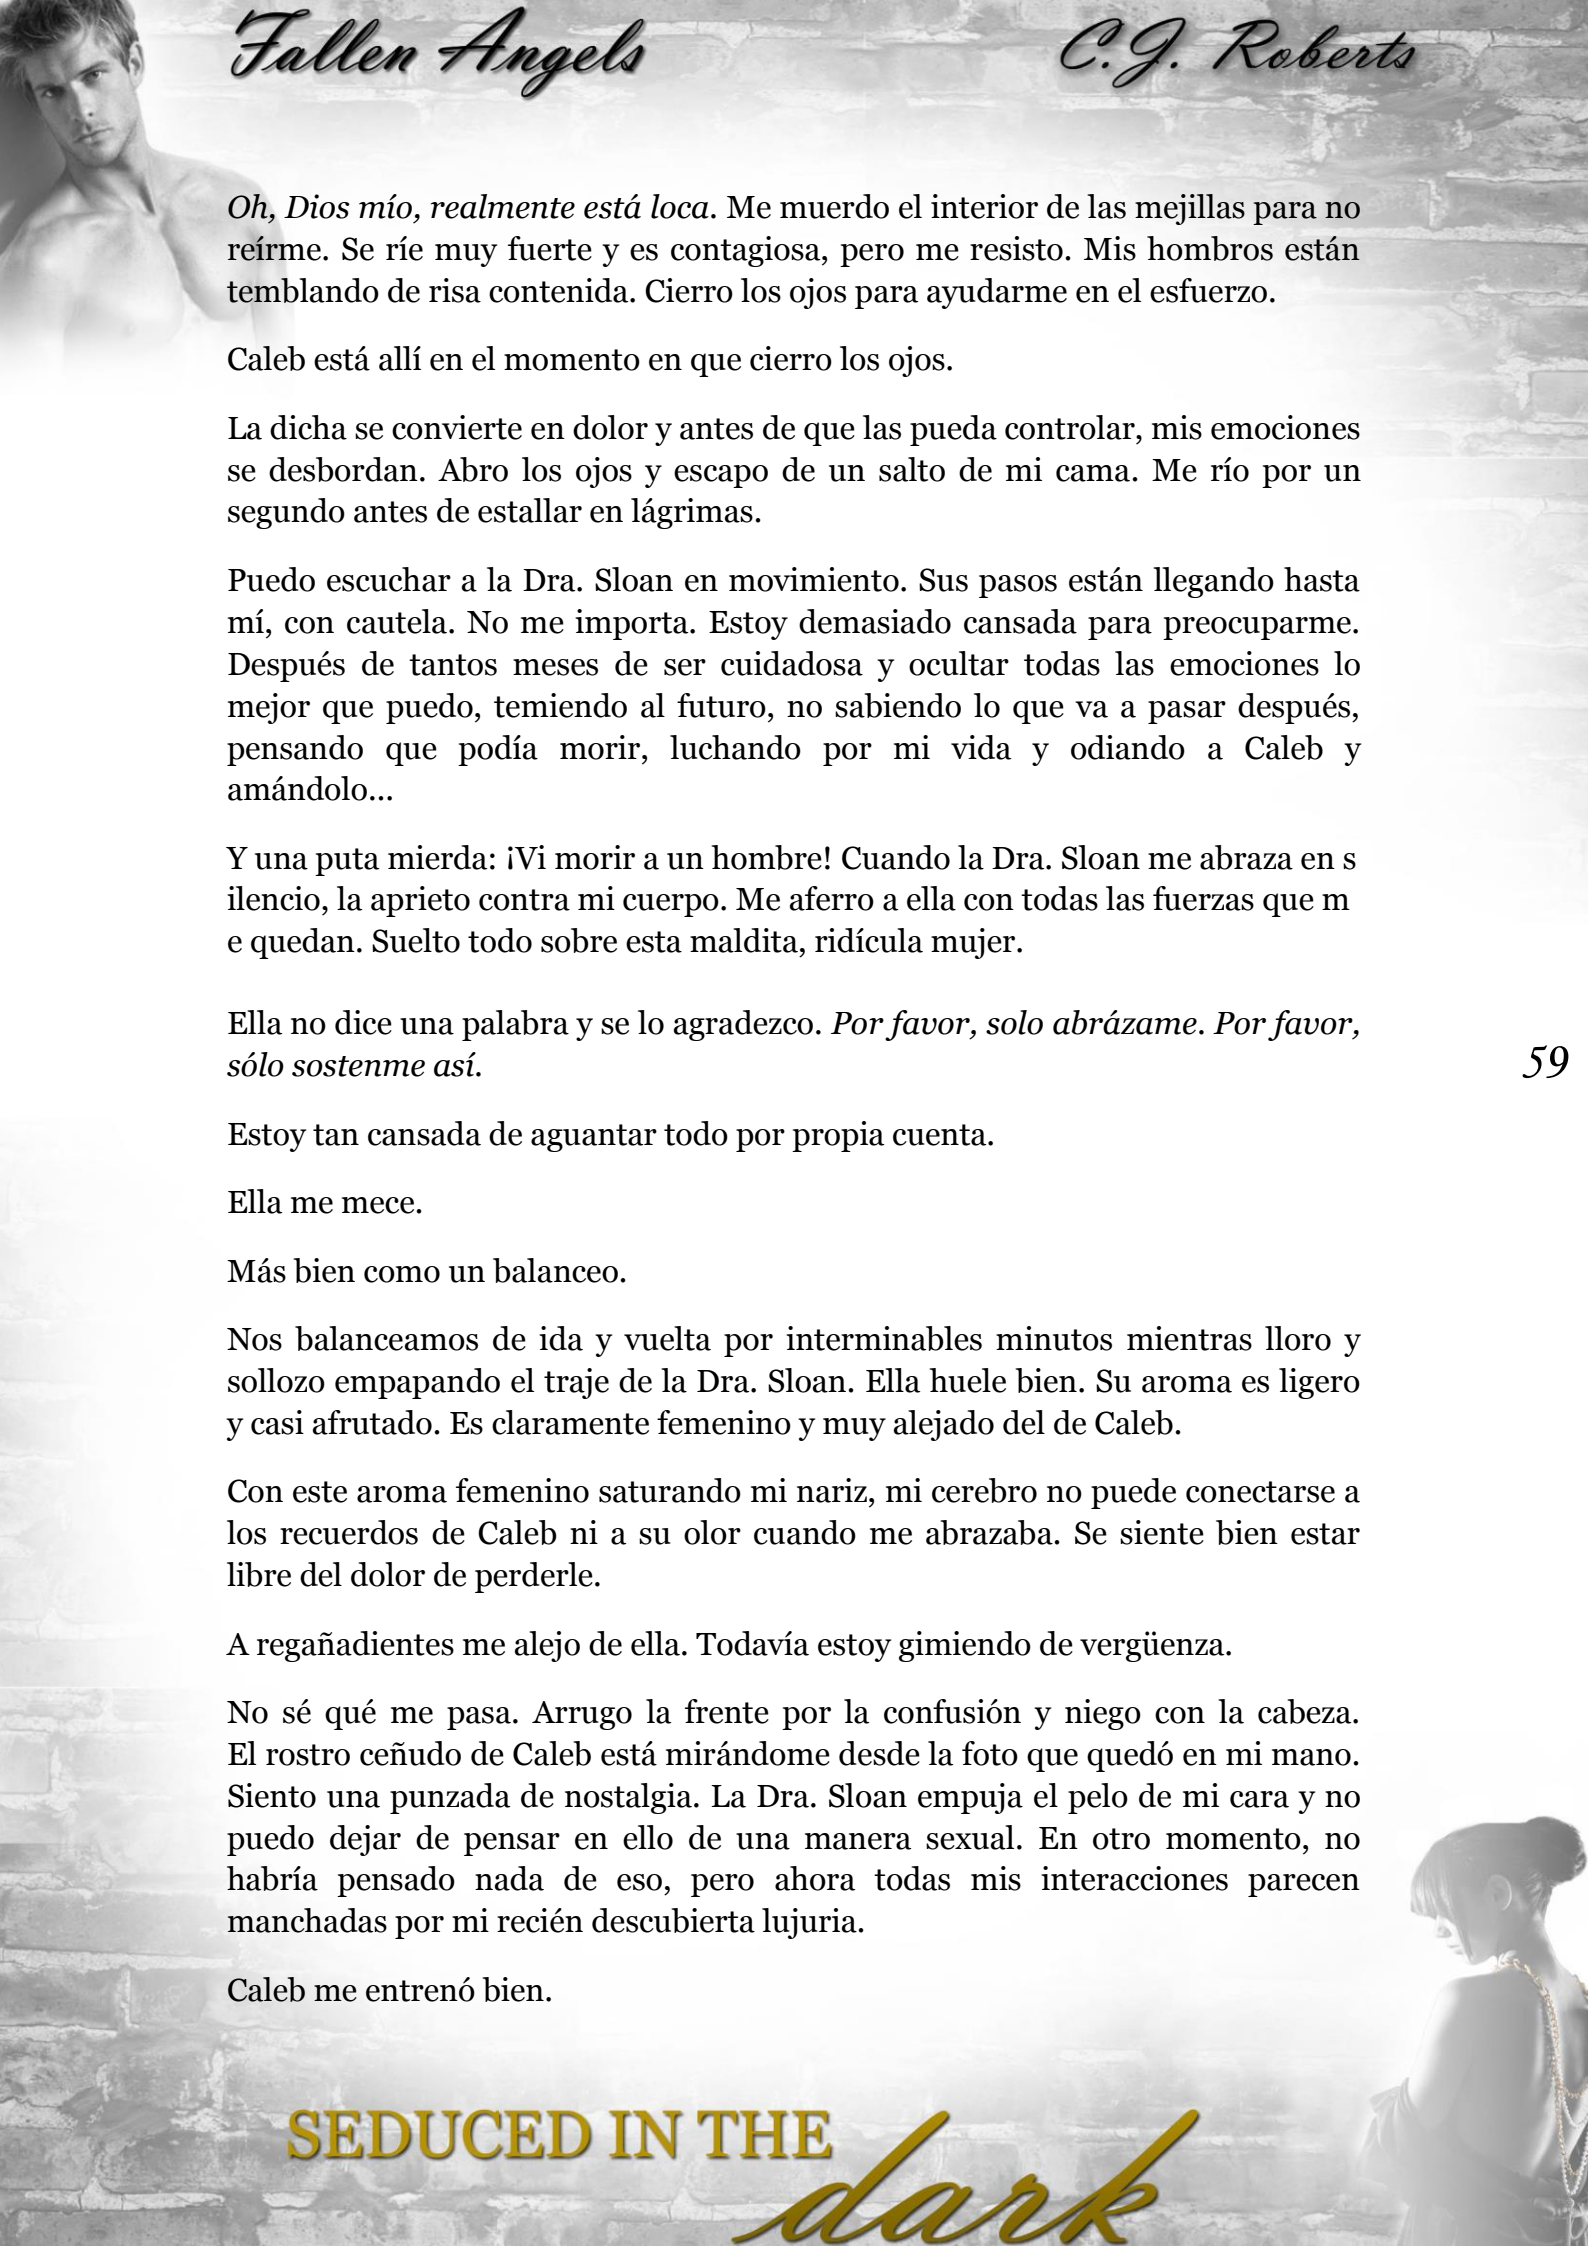 Fallen Angels
C.J. Roberts
Oh, Dios mío, realmente está loca. Me muerdo el interior de las mejillas para no
reírme. Se ríe muy fuerte y es contagiosa, pero me resisto. Mis hombros están
temblando de risa contenida. Cierro los ojos para ayudarme en el esfuerzo.
Caleb está allí en el momento en que cierro los ojos.
La dicha se convierte en dolor y antes de que las pueda controlar, mis emociones
se desbordan. Abro los ojos y escapo de un salto de mi cama. Me río por un
segundo antes de estallar en lágrimas.
Puedo escuchar a la Dra. Sloan en movimiento. Sus pasos están llegando hasta
mí, con cautela. No me importa. Estoy demasiado cansada para preocuparme.
Después de tantos meses de ser cuidadosa y ocultar todas las emociones lo
mejor que puedo, temiendo al futuro, no sabiendo lo que va a pasar después,
pensando que podía morir, luchando por mi vida y odiando a Caleb y
amándolo...
Y una puta mierda: ¡Vi morir a un hombre! Cuando la Dra. Sloan me abraza en s
ilencio, la aprieto contra mi cuerpo. Me aferro a ella con todas las fuerzas que m
e quedan. Suelto todo sobre esta maldita, ridícula mujer.
Ella no dice una palabra y se lo agradezco. Por favor, solo abrázame. Por favor,
sólo sostenme así.
59
Estoy tan cansada de aguantar todo por propia cuenta.
Ella me mece.
Más bien como un balanceo.
Nos balanceamos de ida y vuelta por interminables minutos mientras lloro y
sollozo empapando el traje de la Dra. Sloan. Ella huele bien. Su aroma es ligero
y casi afrutado. Es claramente femenino y muy alejado del de Caleb.
Con este aroma femenino saturando mi nariz, mi cerebro no puede conectarse a
los recuerdos de Caleb ni a su olor cuando me abrazaba. Se siente bien estar
libre del dolor de perderle.
A regañadientes me alejo de ella. Todavía estoy gimiendo de vergüenza.
No sé qué me pasa. Arrugo la frente por la confusión y niego con la cabeza.
El rostro ceñudo de Caleb está mirándome desde la foto que quedó en mi mano.
Siento una punzada de nostalgia. La Dra. Sloan empuja el pelo de mi cara y no
puedo dejar de pensar en ello de una manera sexual. En otro momento, no
habría pensado nada de eso, pero ahora todas mis interacciones parecen
manchadas por mi recién descubierta lujuria.
Caleb me entrenó bien.
SEDUCED IN THE
dark